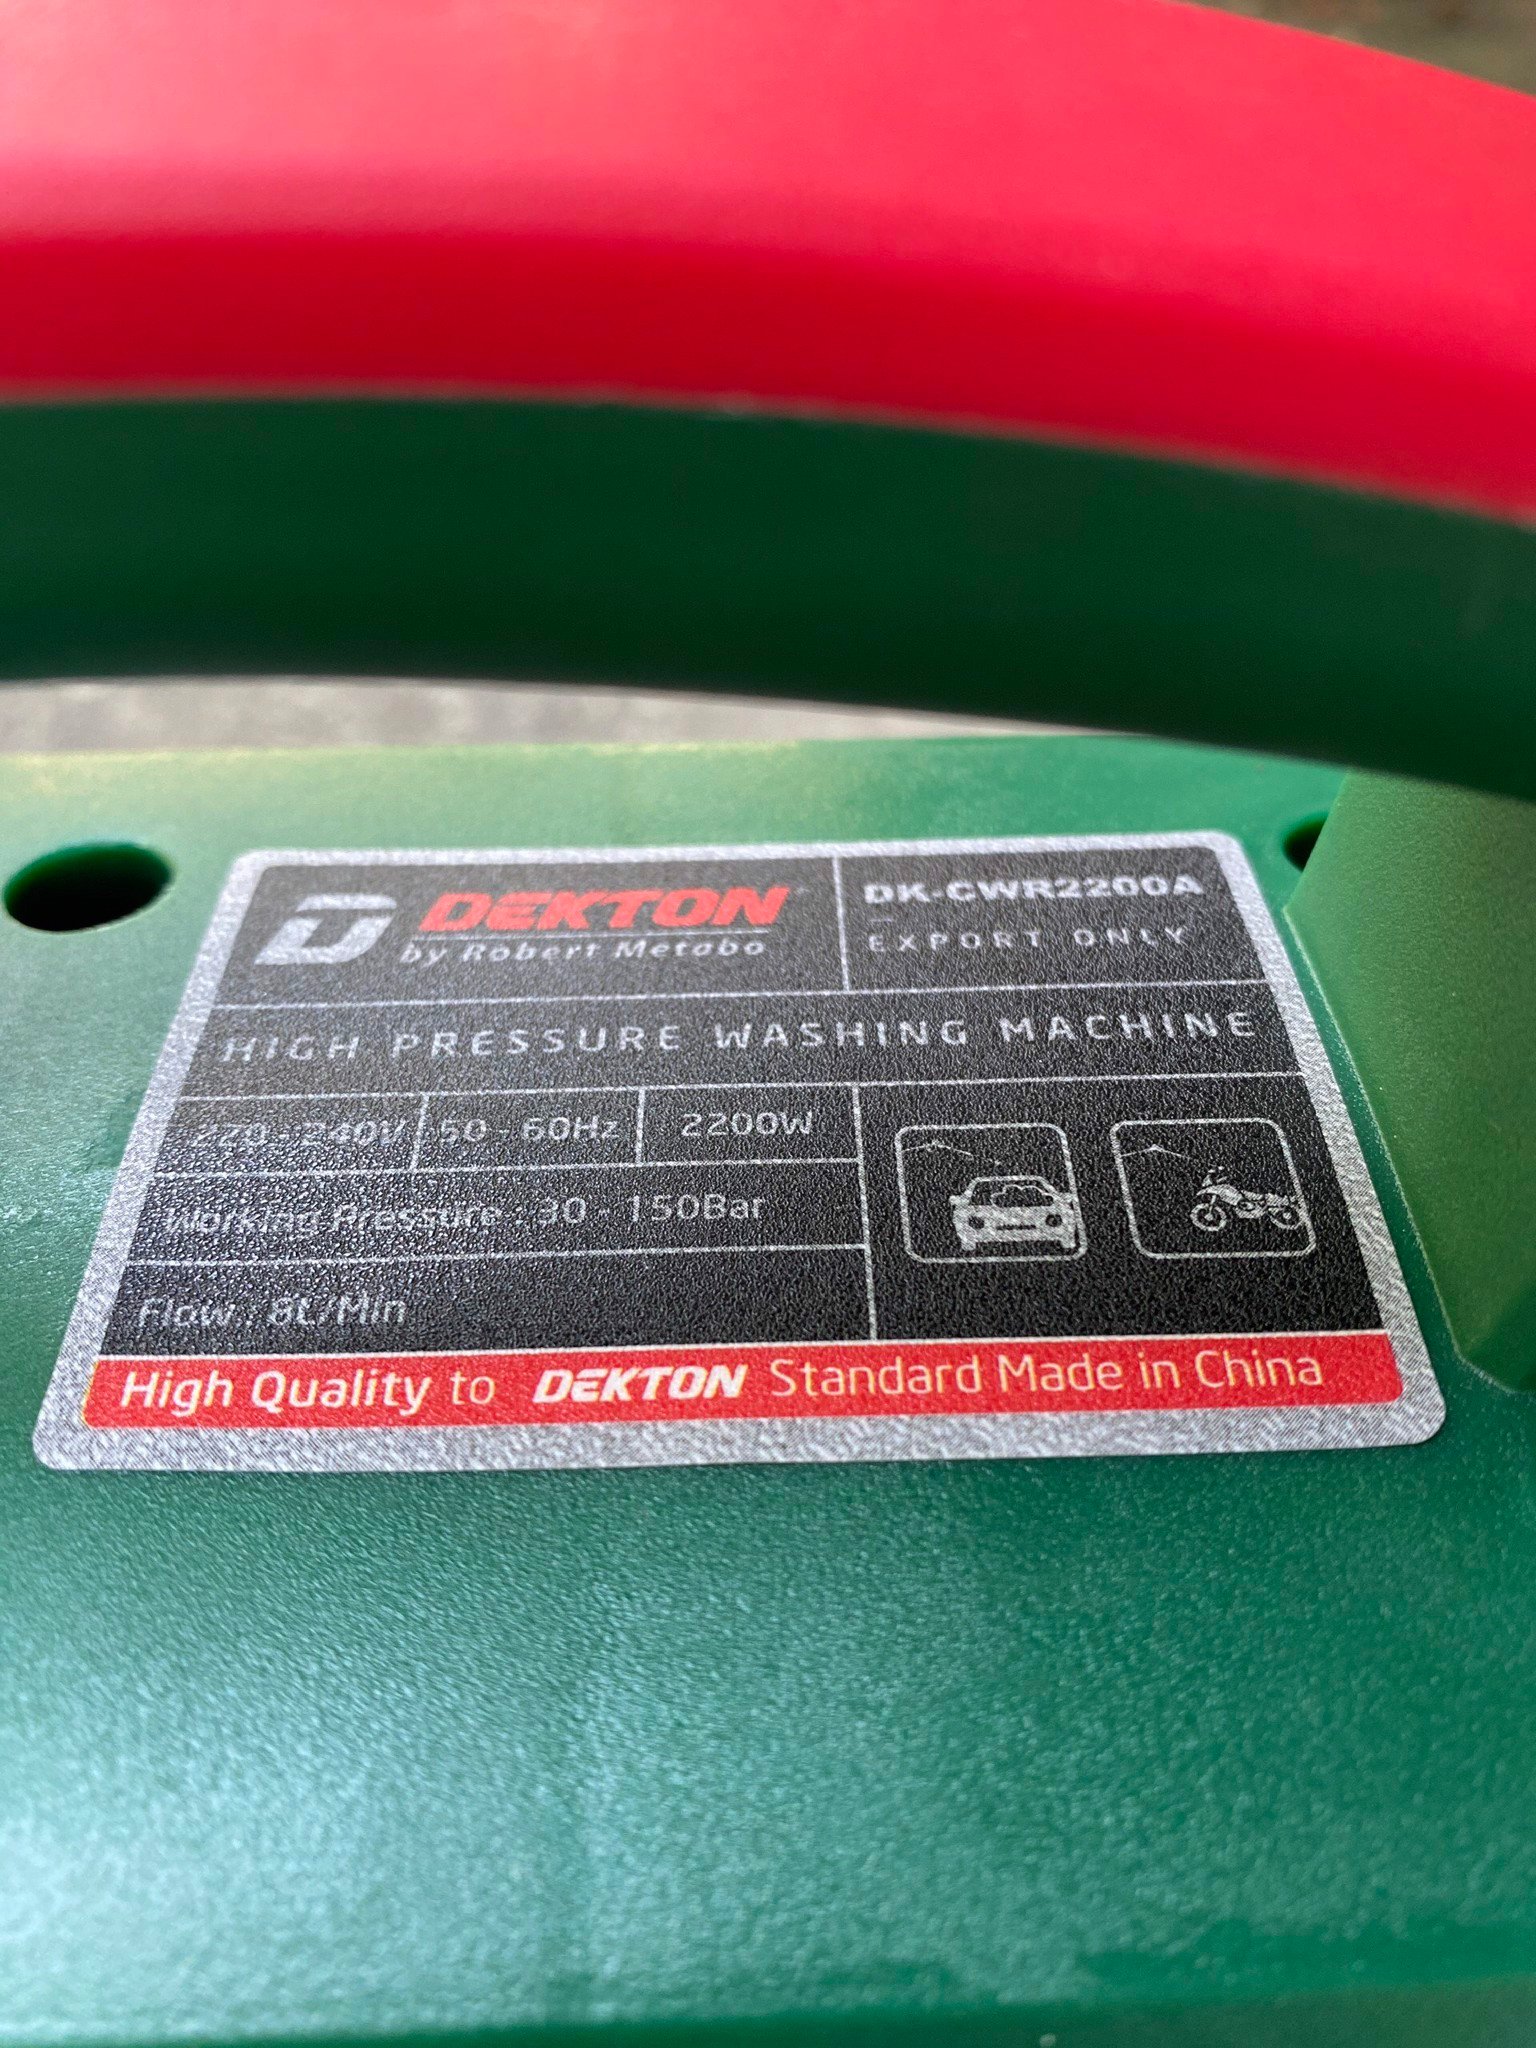 DEKTON
by Robert Metabo
DK-CWR2200A
EXPORT ONLY
HIGH PRESSURE WASHING MACHINE
220 - 240V 50 - 60Hz 2200W
Working Pressure : 30 - 150Bar
Flow : 8L/Min
High Quality to DEKTON Standard Made in China